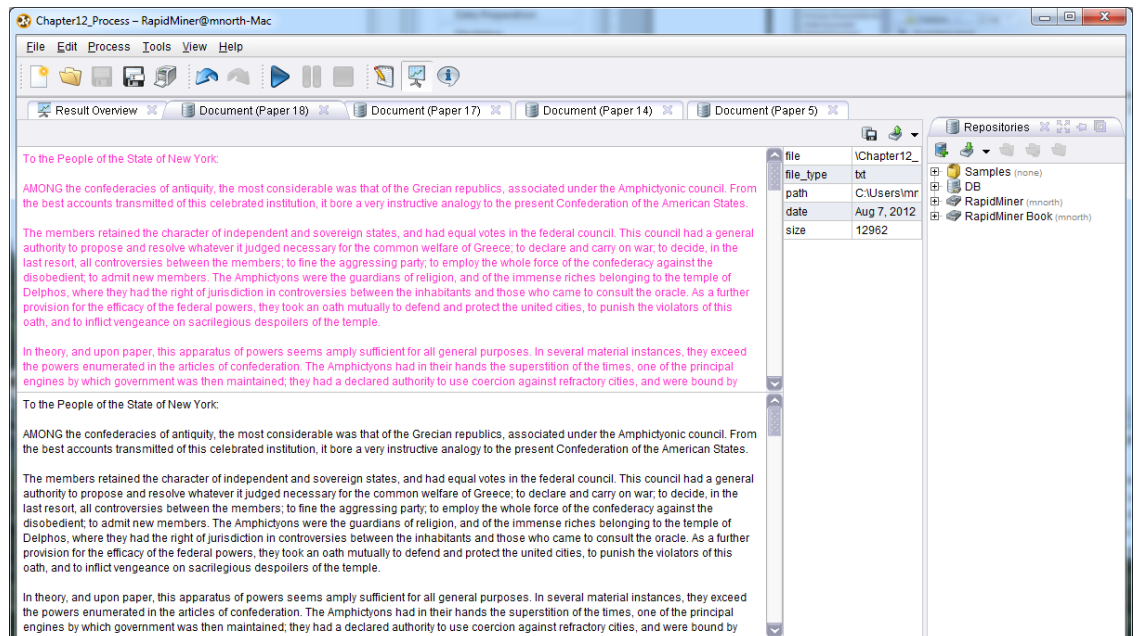 Chapter12_Process – RapidMiner@mnorth-Mac
File Edit Process Tools View Help
Result Overview Document (Paper 18) Document (Paper 17) Document (Paper 14) Document (Paper 5)
Repositories
To the People of the State of New York:
AMONG the confederacies of antiquity, the most considerable was that of the Grecian republics, associated under the Amphictyonic council. From
the best accounts transmitted of this celebrated institution, it bore a very instructive analogy to the present Confederation of the American States.
The members retained the character of independent and sovereign states, and had equal votes in the federal council. This council had a general
authority to propose and resolve whatever it judged necessary for the common welfare of Greece; to declare and carry on war; to decide, in the
last resort, all controversies between the members; to fine the aggressing party; to employ the whole force of the confederacy against the
disobedient; to admit new members. The Amphictyons were the guardians of religion, and of the immense riches belonging to the temple of
Delphos, where they had the right of jurisdiction in controversies between the inhabitants and those who came to consult the oracle. As a further
provision for the efficacy of the federal powers, they took an oath mutually to defend and protect the united cities, to punish the violators of this
oath, and to inflict vengeance on sacrilegious despoilers of the temple.
In theory, and upon paper, this apparatus of powers seems amply sufficient for all general purposes. In several material instances, they exceed
the powers enumerated in the articles of confederation. The Amphictyons had in their hands the superstition of the times, one of the principal
engines by which government was then maintained; they had a declared authority to use coercion against refractory cities, and were bound by
To the People of the State of New York:
AMONG the confederacies of antiquity, the most considerable was that of the Grecian republics, associated under the Amphictyonic council. From
the best accounts transmitted of this celebrated institution, it bore a very instructive analogy to the present Confederation of the American States.
The members retained the character of independent and sovereign states, and had equal votes in the federal council. This council had a general
authority to propose and resolve whatever it judged necessary for the common welfare of Greece; to declare and carry on war; to decide, in the
last resort, all controversies between the members; to fine the aggressing party; to employ the whole force of the confederacy against the
disobedient; to admit new members. The Amphictyons were the guardians of religion, and of the immense riches belonging to the temple of
Delphos, where they had the right of jurisdiction in controversies between the inhabitants and those who came to consult the oracle. As a further
provision for the efficacy of the federal powers, they took an oath mutually to defend and protect the united cities, to punish the violators of this
oath, and to inflict vengeance on sacrilegious despoilers of the temple.
In theory, and upon paper, this apparatus of powers seems amply sufficient for all general purposes. In several material instances, they exceed
the powers enumerated in the articles of confederation. The Amphictyons had in their hands the superstition of the times, one of the principal
engines by which government was then maintained; they had a declared authority to use coercion against refractory cities, and were bound by
file \Chapter12_
file_type txt
path C:\Users\mr
date Aug 7, 2012
size 12962
Samples (none)
DB
RapidMiner (mnorth)
RapidMiner Book (mnorth)